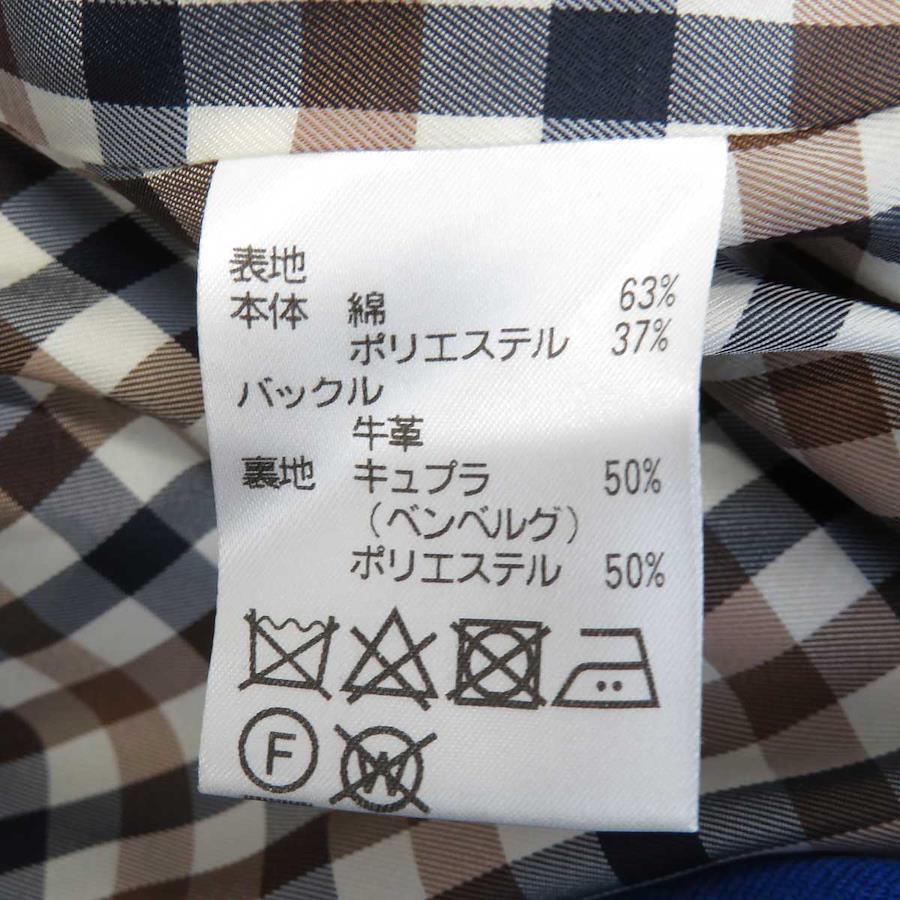 表地
本体 綿 63%
ポリエステル 37%
バックル
牛革
裏地 キュプラ 50%
(ベンベルグ)
ポリエステル 50%
F W